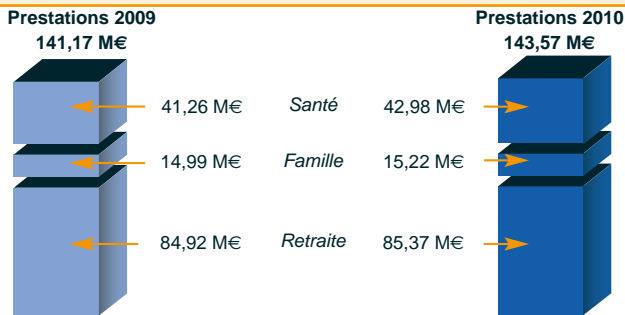 Prestations 2009 Prestations 2010
141,17 M€ 143,57 M€
41,26 M€ Santé 42,98 M€
14,99 M€ Famille 15,22 M€
84,92 M€ Retraite 85,37 M€